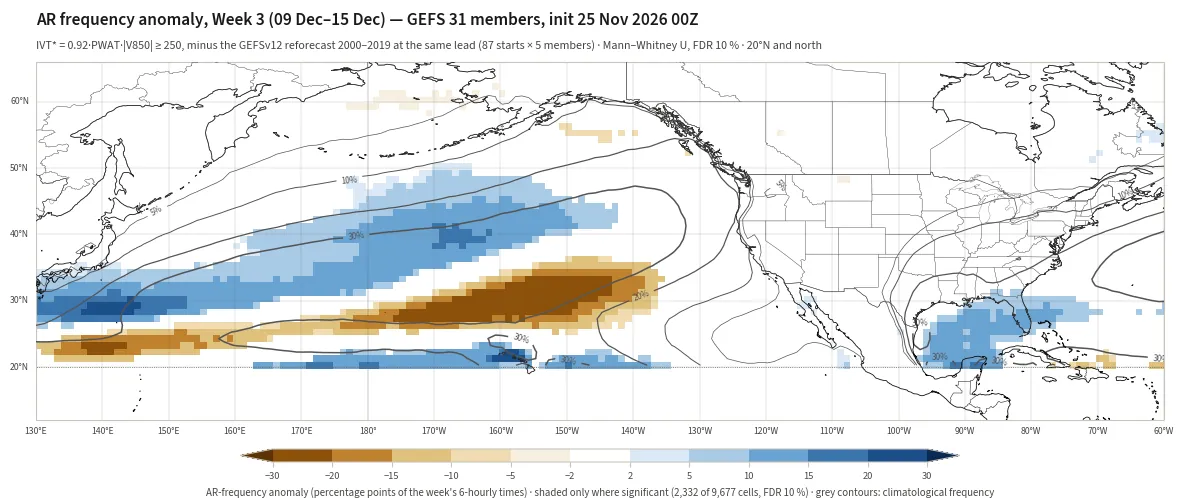 AR frequency anomaly, Week 3 (09 Dec–15 Dec) — GEFS 31 members, init 25 Nov 2026 00Z
IVT* = 0.92·PWAT·|V850| ≥ 250, minus the GEFSv12 reforecast 2000–2019 at the same lead (87 starts × 5 members) · Mann–Whitney U, FDR 10 % · 20°N and north
60°N
50°N
5%
10%
5%
10%
40°N
30%
30°N
20%
30%
30%
20°N
30%
30%
20%
30%
130°E 140°E 150°E 160°E 170°E 180° 170°W 160°W 150°W 140°W 130°W 120°W 110°W 100°W 90°W 80°W 70°W 60°W
−30 −20 −15 −10 −5 −2 2 5 10 15 20 30
AR-frequency anomaly (percentage points of the week's 6-hourly times) · shaded only where significant (2,332 of 9,677 cells, FDR 10 %) · grey contours: climatological frequency